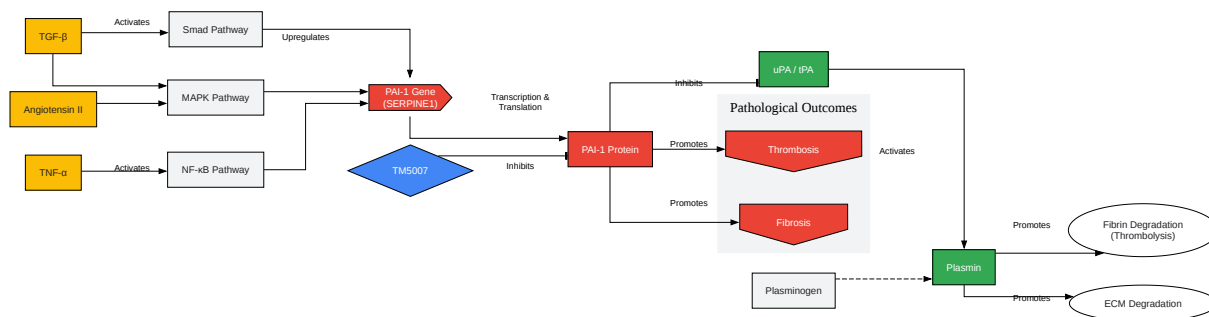 TGF-β
Activates
Smad Pathway
Upregulates
Angiotensin II
MAPK Pathway
PAI-1 Gene
(SERPINE1)
TNF-α
Activates
NF-κB Pathway
TM5007
Transcription &
Translation
Inhibits
PAI-1 Protein
Inhibits
uPA / tPA
Pathological Outcomes
Promotes
Thrombosis
Activates
Promotes
Fibrosis
Plasminogen
Plasmin
Promotes
Fibrin Degradation
(Thrombolysis)
Promotes
ECM Degradation